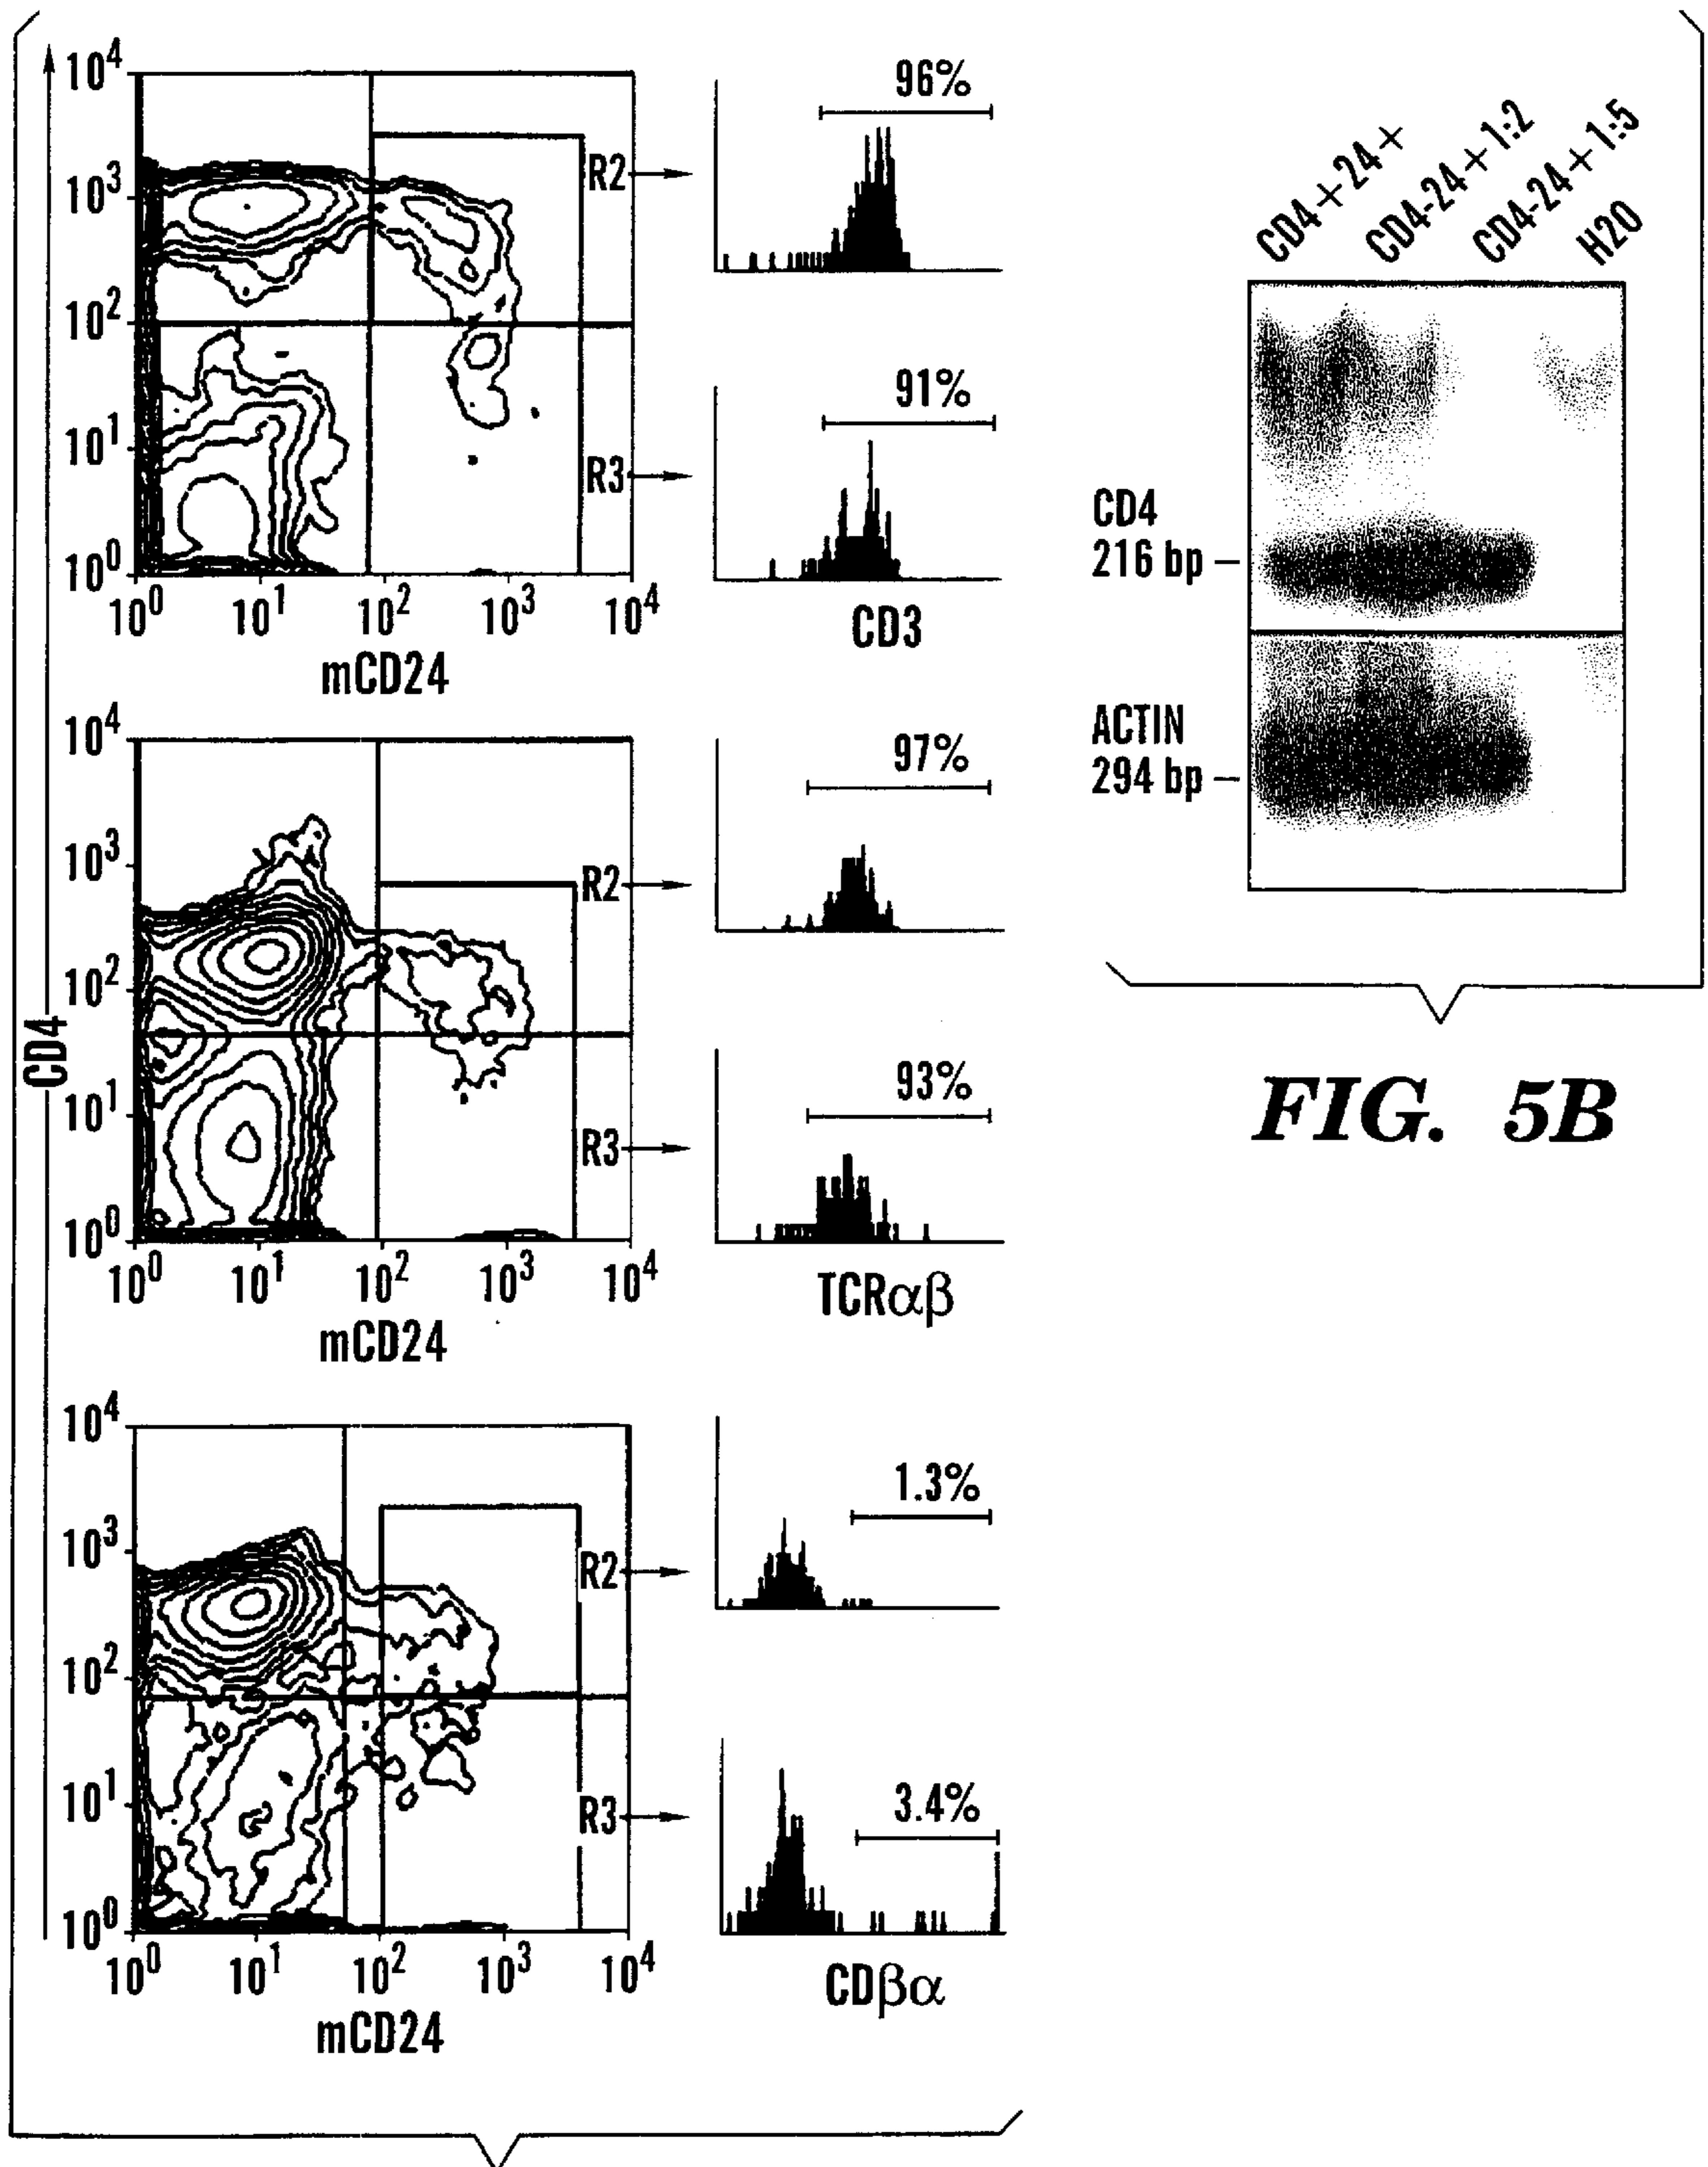 CD4
10⁴
10³
10²
10¹
10⁰
10⁰ 10¹ 10² 10³ 10⁴
mCD24
R2
R3
96%
91%
CD3
10⁴
10³
10²
10¹
10⁰
10⁰ 10¹ 10² 10³ 10⁴
mCD24
R2
R3
97%
93%
TCRαβ
10⁴
10³
10²
10¹
10⁰
10⁰ 10¹ 10² 10³ 10⁴
mCD24
R2
R3
1.3%
3.4%
CDβα
CD4+24+
CD4-24+1:2
CD4-24+1:5
H20
CD4
216 bp
ACTIN
294 bp
FIG. 5B